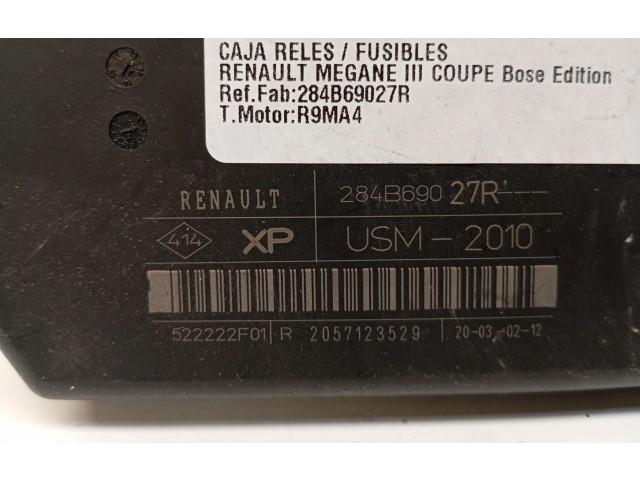 CAJA RELES / FUSIBLES
RENAULT MEGANE III COUPE Bose Edition
Ref.Fab:284B69027R
T.Motor:R9MA4
RENAULT 284B690 27R---
414 XP USM-2010
522222F01 R 2057123529 20-03,-02-12